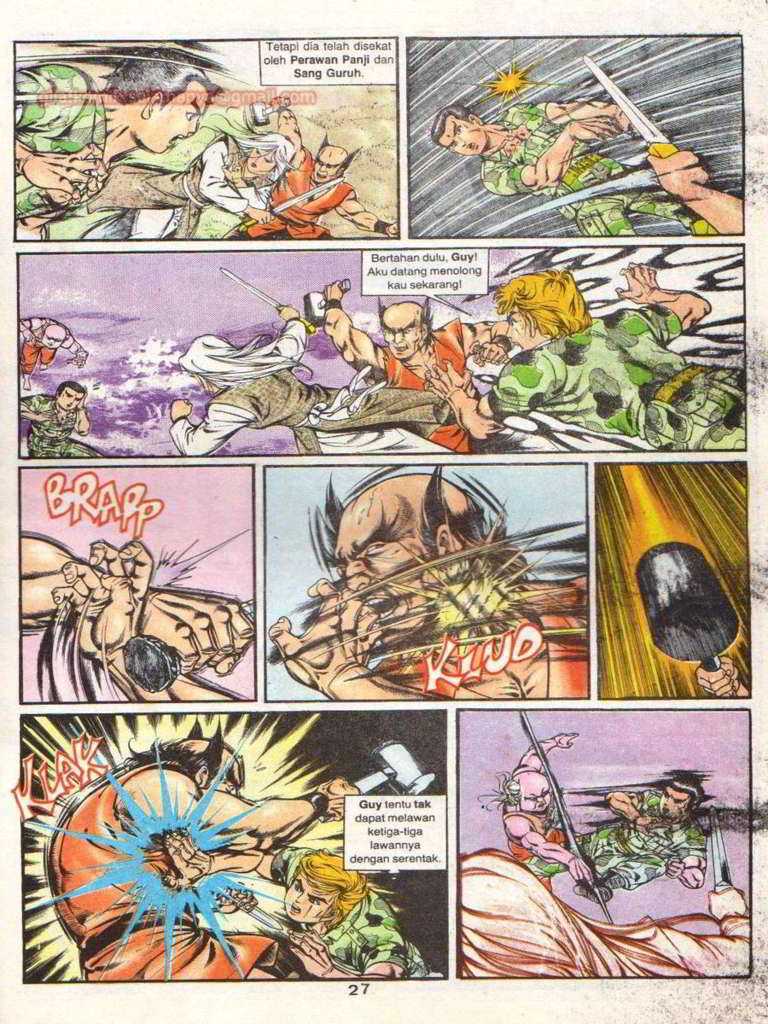 Tetapi dia telah disekat
oleh Perawan Panji dan
Sang Guruh.
Bertahan dulu, Guy!
Aku datang menolong
kau sekarang!
BRAPP
KLUD
KWAK
Guy tentu tak
dapat melawan
ketiga-tiga
lawannya
dengan serentak.
27